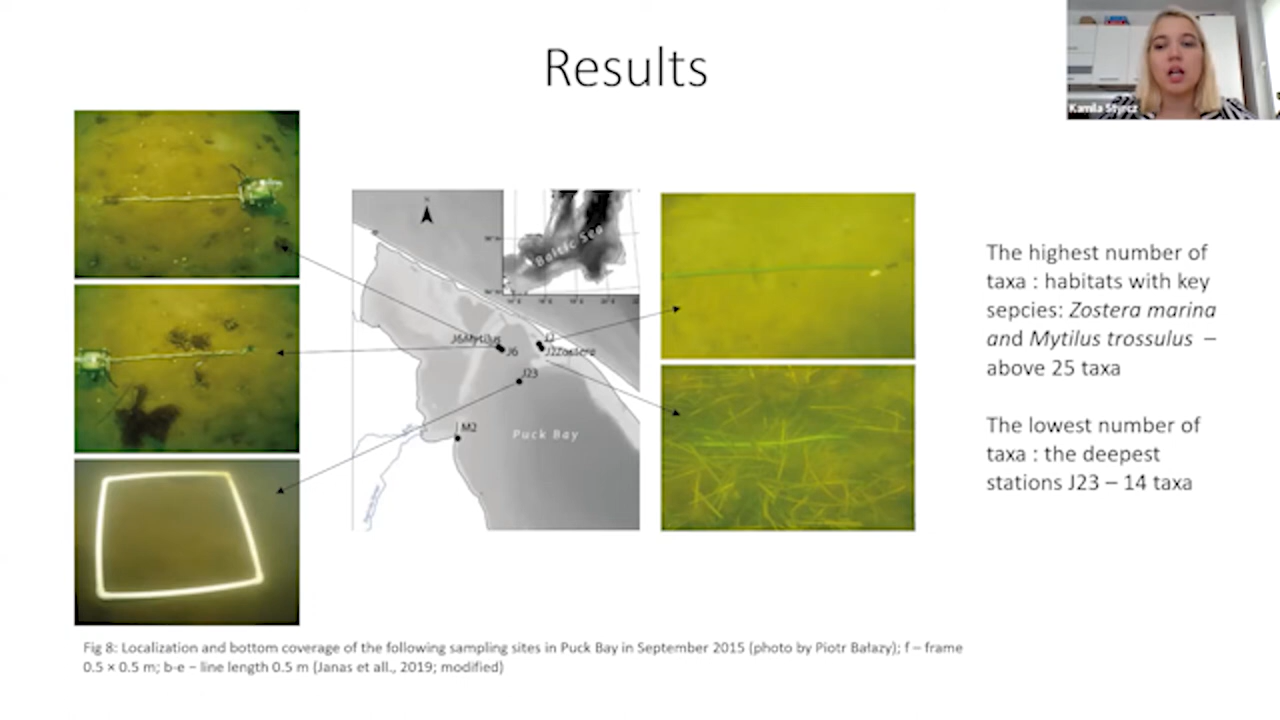 Results
Kamila
Baltic Sea
J6Mytilus
J6
J2Zostera
J23
M2
Puck Bay
The highest number of
taxa : habitats with key
sepcies: Zostera marina
and Mytilus trossulus –
above 25 taxa
The lowest number of
taxa : the deepest
stations J23 – 14 taxa
Fig 8: Localization and bottom coverage of the following sampling sites in Puck Bay in September 2015 (photo by Piotr Bałazy); f – frame
0.5 × 0.5 m; b-e – line length 0.5 m (Janas et all., 2019; modified)